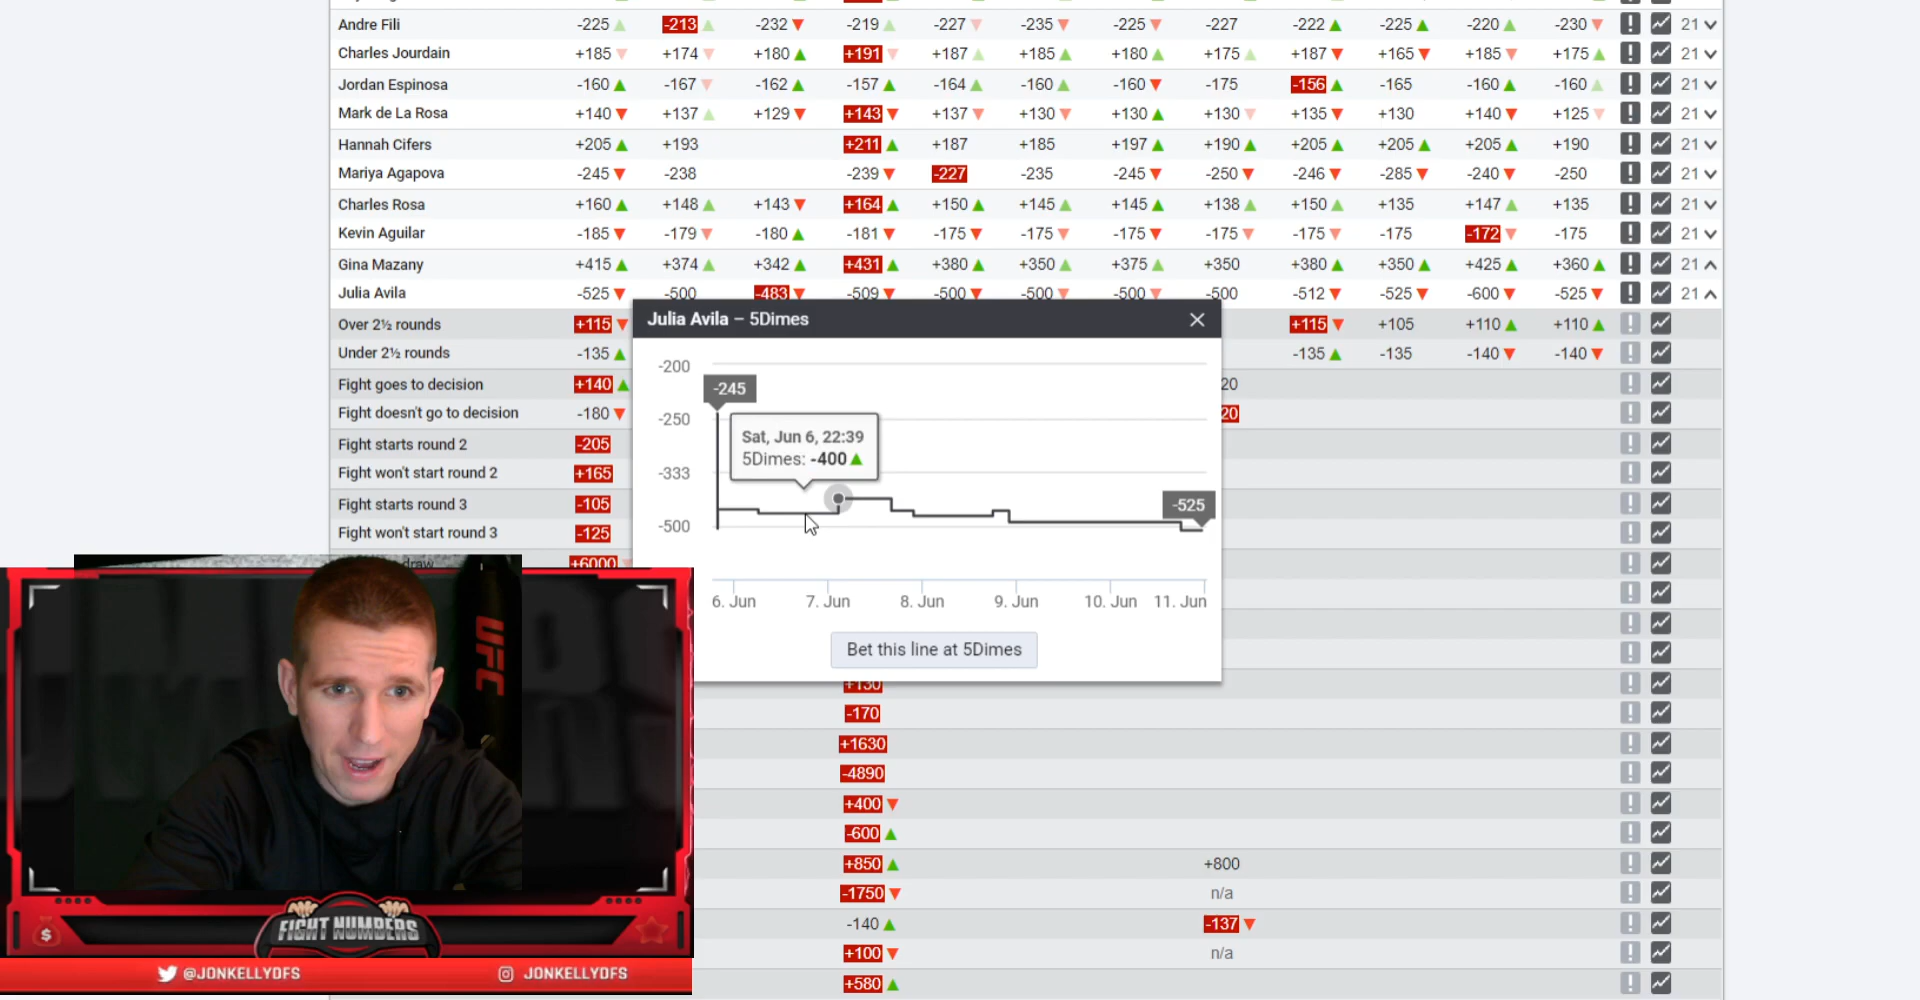 Andre Fili -225 -213 -232 -219 -227 -235 -225 -227 -222 -225 -220 -230 21
Charles Jourdain +185 +174 +180 +191 +187 +185 +180 +175 +187 +165 +185 +175 21
Jordan Espinosa -160 -167 -162 -157 -164 -160 -160 -175 -156 -165 -160 -160 21
Mark de La Rosa +140 +137 +129 +143 +137 +130 +130 +130 +135 +130 +140 +125 21
Hannah Cifers +205 +193 +211 +187 +185 +197 +190 +205 +205 +205 +190 21
Mariya Agapova -245 -238 -239 -227 -235 -245 -250 -246 -285 -240 -250 21
Charles Rosa +160 +148 +143 +164 +150 +145 +145 +138 +150 +135 +147 +135 21
Kevin Aguilar -185 -179 -180 -181 -175 -175 -175 -175 -175 -175 -172 -175 21
Gina Mazany +415 +374 +342 +431 +380 +350 +375 +350 +380 +350 +425 +360 21
Julia Avila -525 -500 -483 -509 -500 -500 -500 -500 -512 -525 -600 -525 21
Julia Avila – 5Dimes
Over 2½ rounds +115 +115 +105 +110 +110
Under 2½ rounds -135 -135 -135 -140 -140
Fight goes to decision +140 20
Fight doesn't go to decision -180 20
Fight starts round 2 -205
Fight won't start round 2 +165
Fight starts round 3 -105
Fight won't start round 3 -125
draw +6000
-200
-245
-250
Sat, Jun 6, 22:39
5Dimes: -400
-333
-525
-500
6. Jun 7. Jun 8. Jun 9. Jun 10. Jun 11. Jun
Bet this line at 5Dimes
+130
-170
+1630
-4890
+400
-600
+850 +800
-1750 n/a
-140 -137
+100 n/a
+580
UFC
$
FIGHT NUMBERS
@JONKELLYDFS JONKELLYDFS